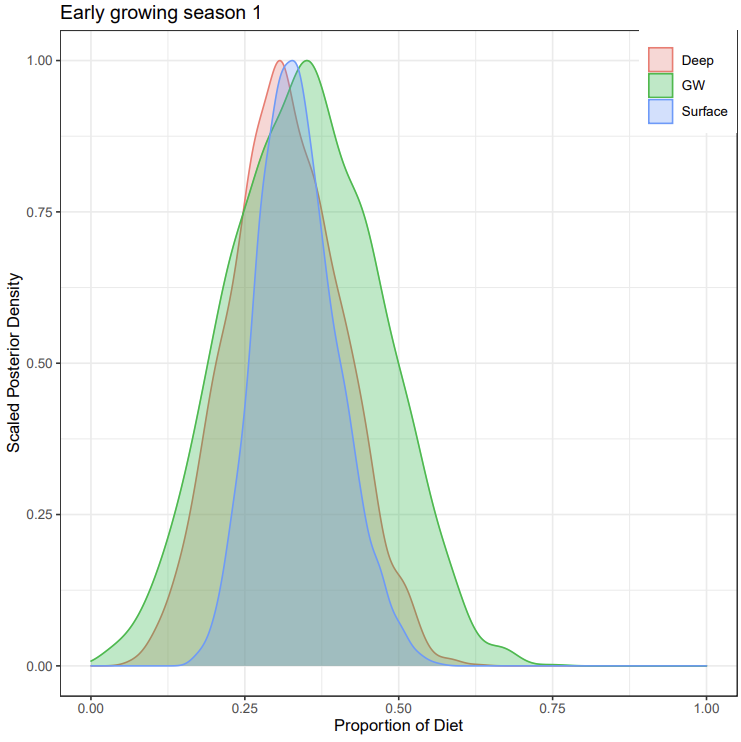 Early growing season 1
Deep
GW
Surface
1.00
0.75
0.50
0.25
0.00
Scaled Posterior Density
0.00 0.25 0.50 0.75 1.00
Proportion of Diet